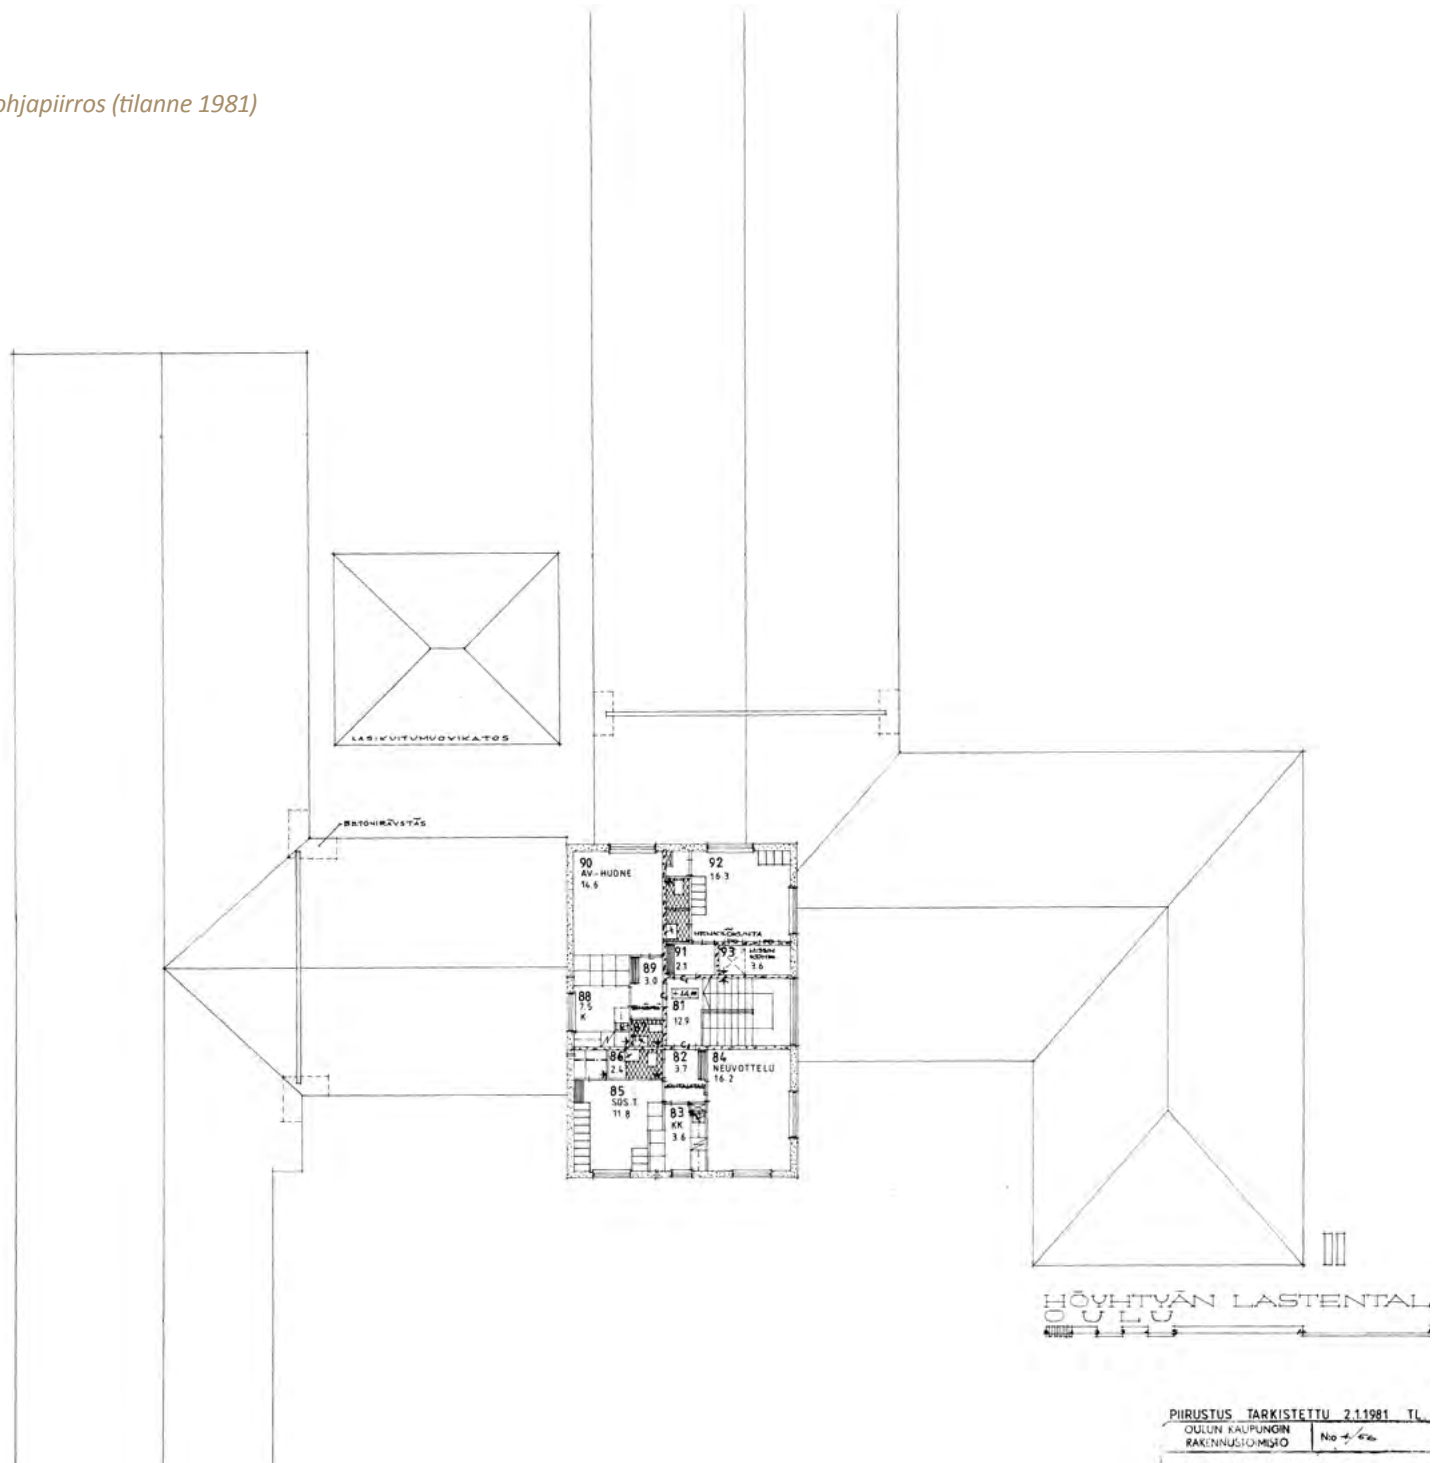 ohjapiirros (tilanne 1981)
LASIKUITUMUOVIKATOS
BETONIRÄYSTÄS
90
AV-HUONE
14.6
92
16.3
91
2.1
93
3.6
89
3.0
88
7.5
K
81
12.9
86
2.4
82
3.7
84
NEUVOTTELU
16.2
85
SOS.T.
11.8
83
KK
3.6
III
HÖYHTYÄN LASTENTAL
OULU
PIIRUSTUS TARKISTETTU 2.1.1981 TL.
OULUN KAUPUNGIN
RAKENNUSTOIMISTO
N:o